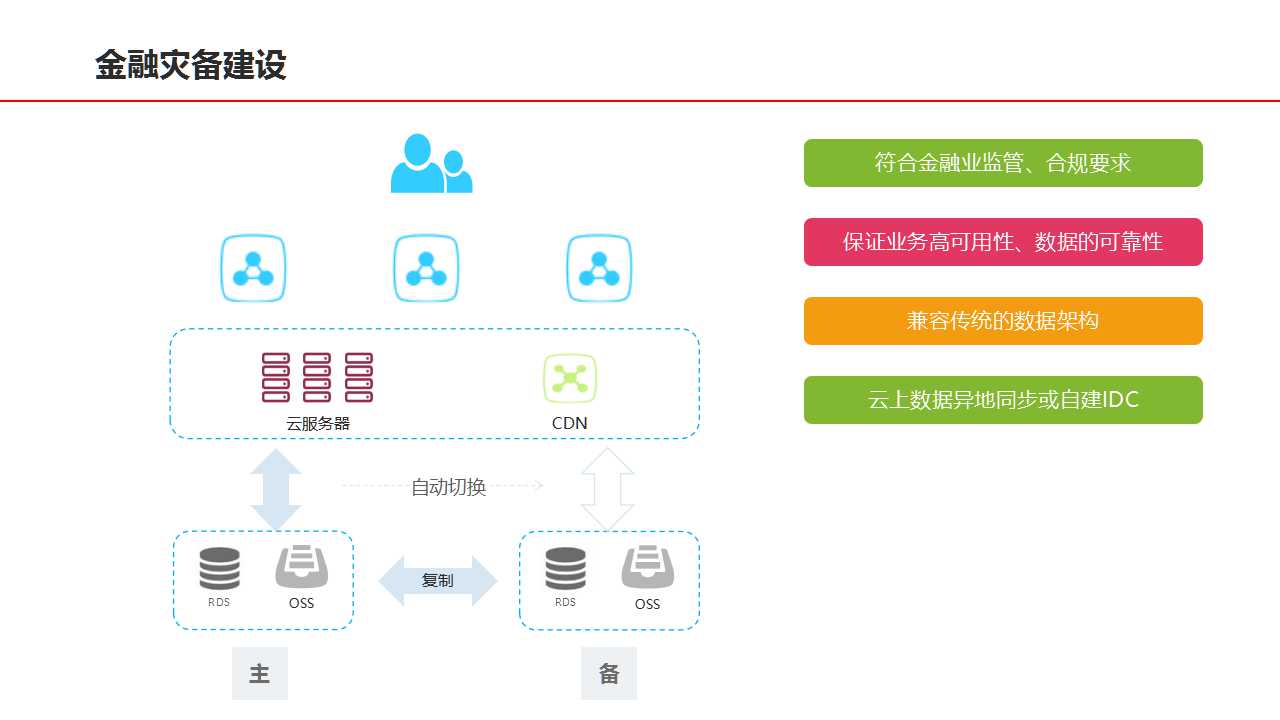 金融灾备建设
符合金融业监管、合规要求
保证业务高可用性、数据的可靠性
兼容传统的数据架构
云上数据异地同步或自建IDC
云服务器
CDN
自动切换
RDS
OSS
复制
RDS
OSS
主
备